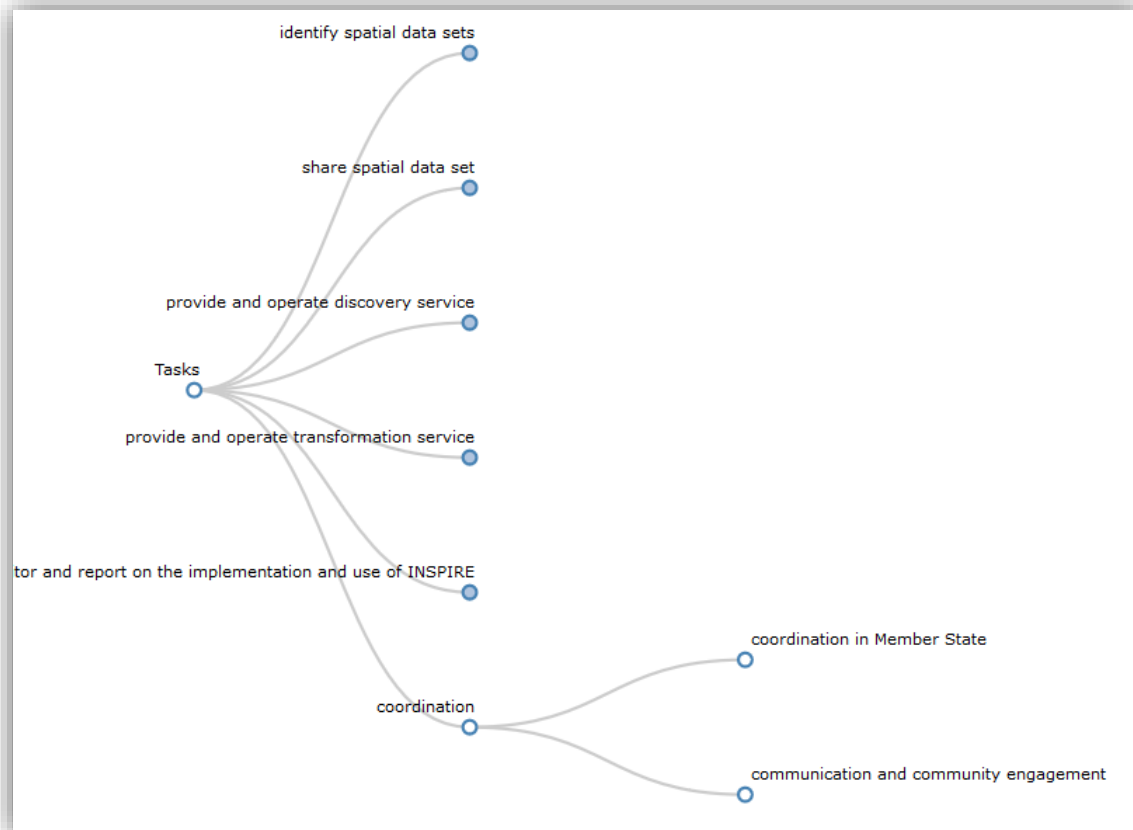 identify spatial data sets
share spatial data set
provide and operate discovery service
Tasks
provide and operate transformation service
tor and report on the implementation and use of INSPIRE
coordination in Member State
coordination
communication and community engagement